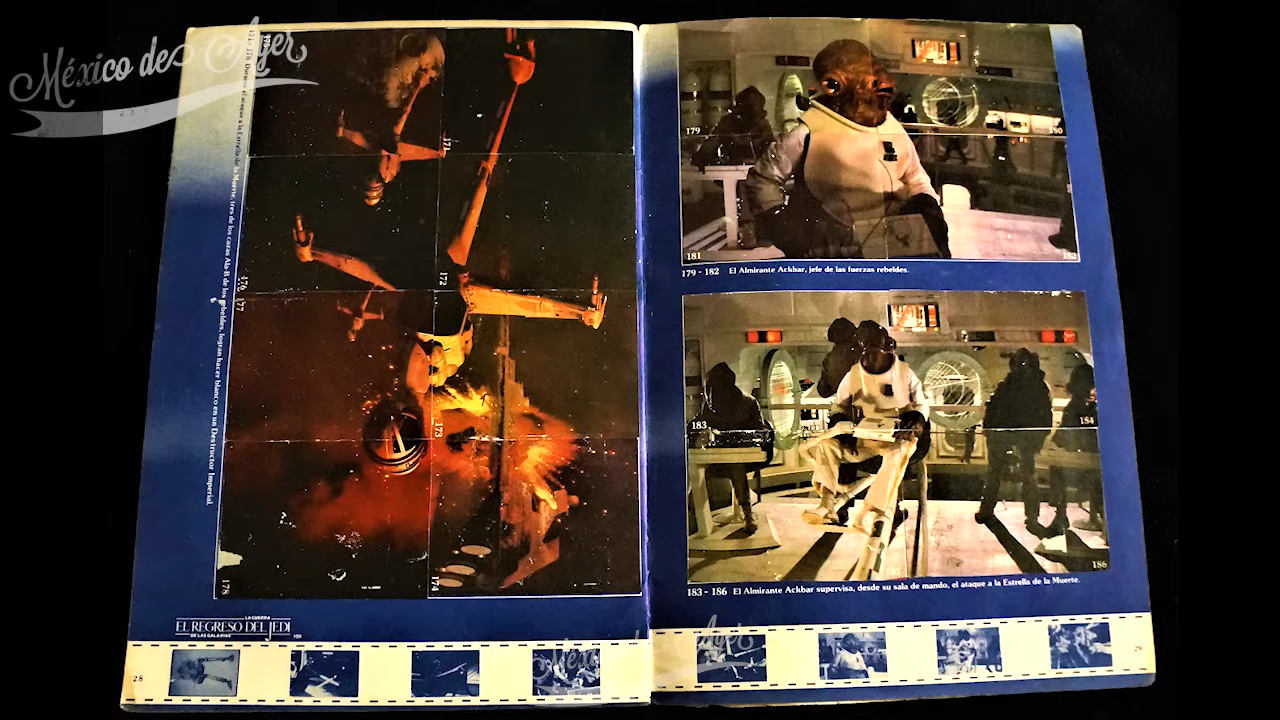 México de Ayer
171 - 178 Durante el ataque a la Estrella de la Muerte, tres de los cazas Ala-B de los rebeldes, logran hacer blanco en un Destructor Imperial.
171
172
173
174
176
177
178
LA GUERRA
EL REGRESO DEL JEDI
DE LAS GALAXIAS
28
179
180
181
182
179 - 182 El Almirante Ackbar, jefe de las fuerzas rebeldes.
183
184
186
183 - 186 El Almirante Ackbar supervisa, desde su sala de mando, el ataque a la Estrella de la Muerte.
29